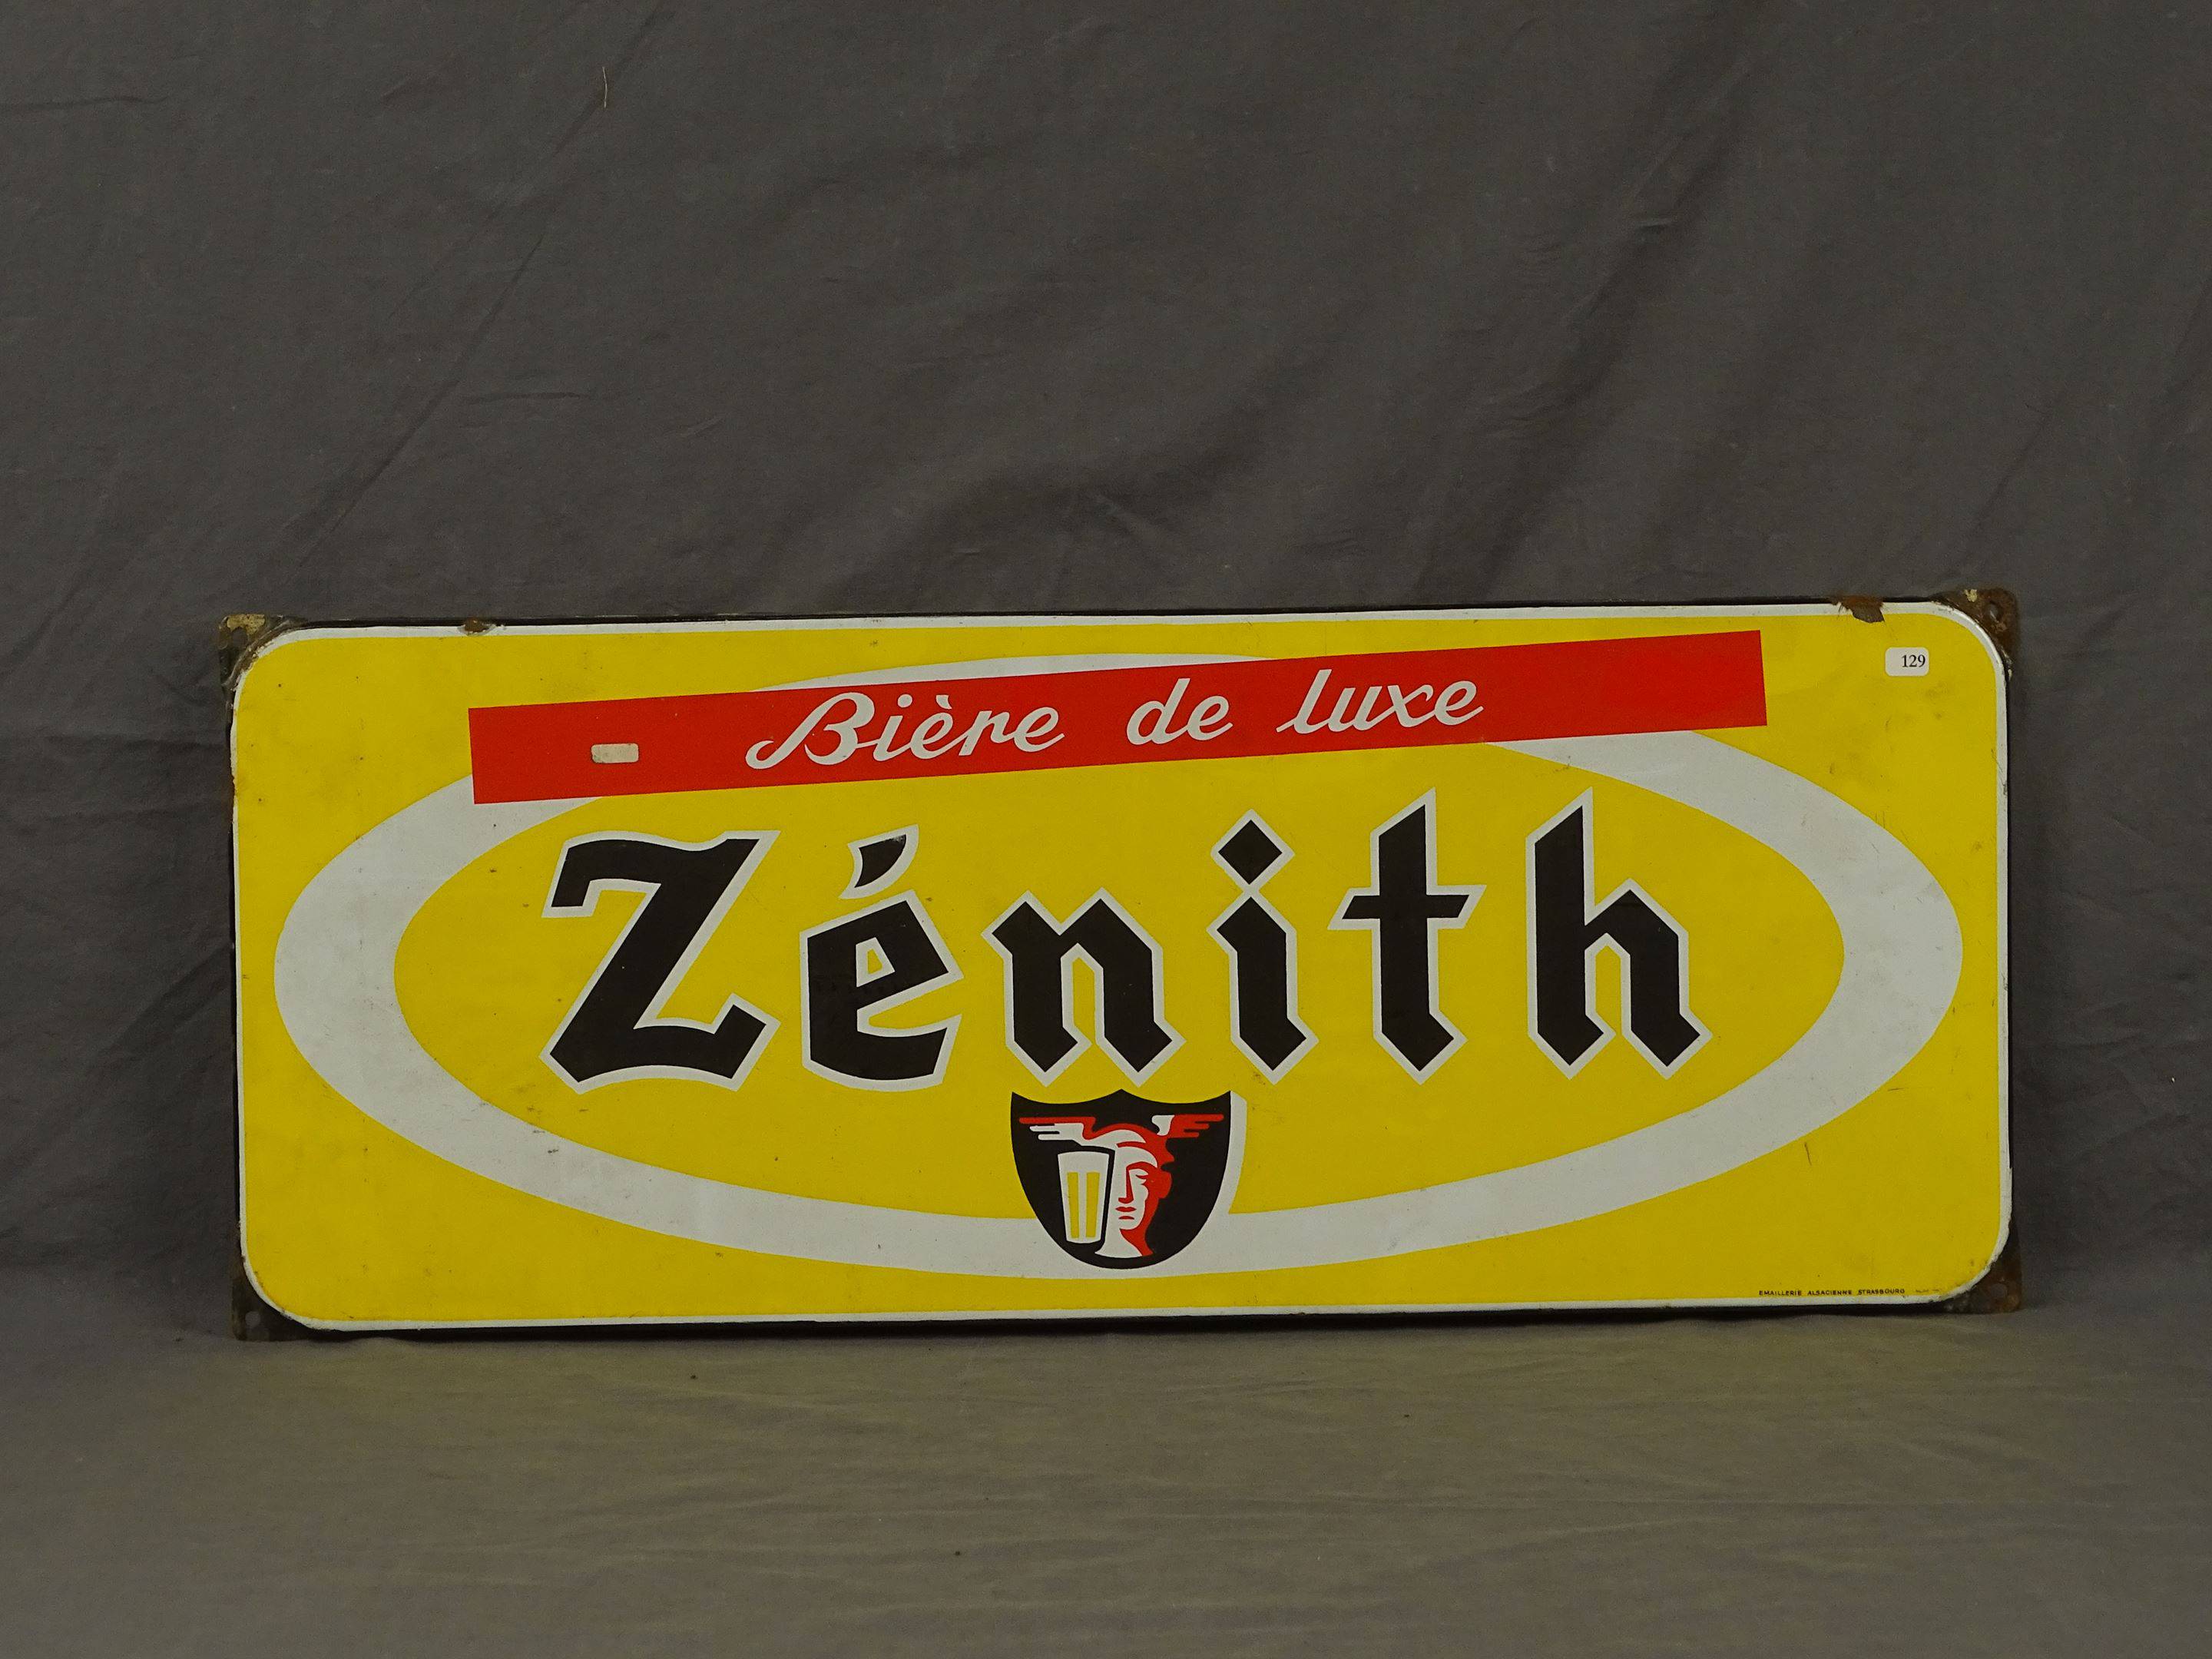 129
Bière de luxe
Zénith
EMAILLERIE ALSACIENNE STRASBOURG